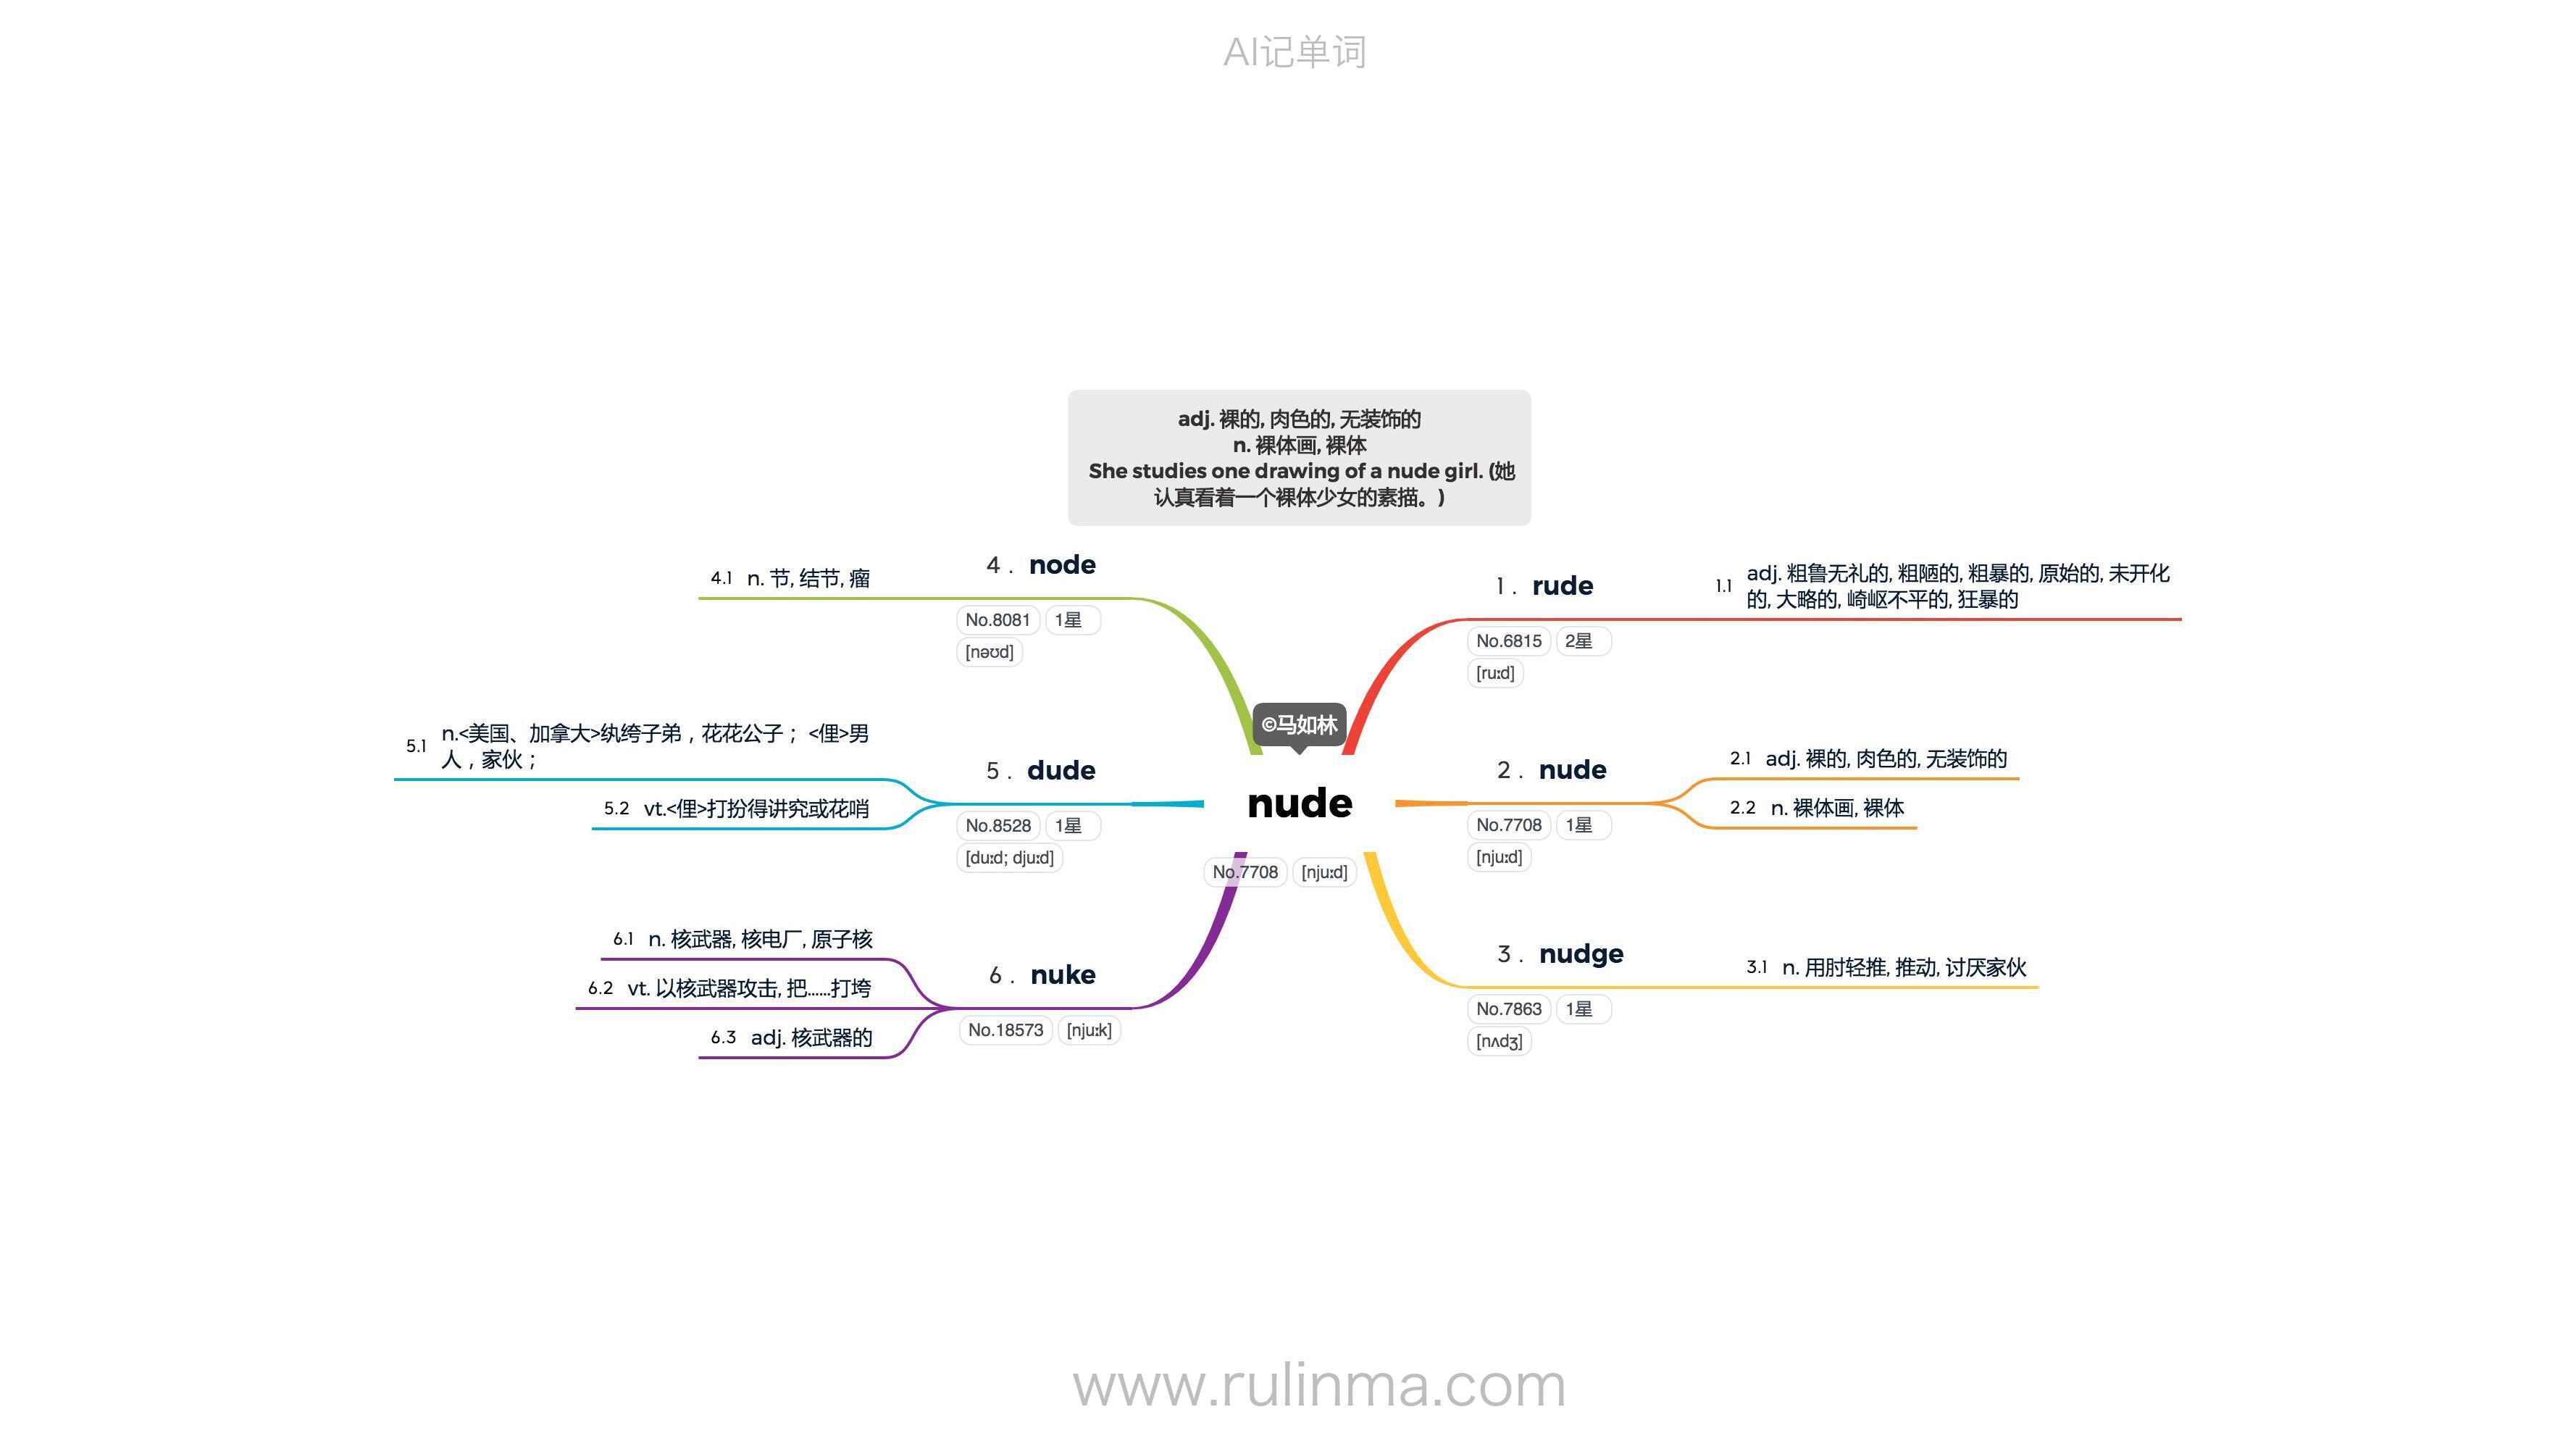 AI记单词
adj. 裸的, 肉色的, 无装饰的
n. 裸体画, 裸体
She studies one drawing of a nude girl. (她
认真看着一个裸体少女的素描。)
©马如林
nude
No.7708 [njuːd]
1. rude
No.6815 2星
[ruːd]
1.1 adj. 粗鲁无礼的, 粗陋的, 粗暴的, 原始的, 未开化
的, 大略的, 崎岖不平的, 狂暴的
2. nude
No.7708 1星
[njuːd]
2.1 adj. 裸的, 肉色的, 无装饰的
2.2 n. 裸体画, 裸体
3. nudge
No.7863 1星
[nʌdʒ]
3.1 n. 用肘轻推, 推动, 讨厌家伙
4. node
No.8081 1星
[nəʊd]
4.1 n. 节, 结节, 瘤
5. dude
No.8528 1星
[duːd; djuːd]
5.1 n.<美国、加拿大>纨绔子弟，花花公子； <俚>男
人，家伙；
5.2 vt.<俚>打扮得讲究或花哨
6. nuke
No.18573 [njuːk]
6.1 n. 核武器, 核电厂, 原子核
6.2 vt. 以核武器攻击, 把……打垮
6.3 adj. 核武器的
www.rulinma.com